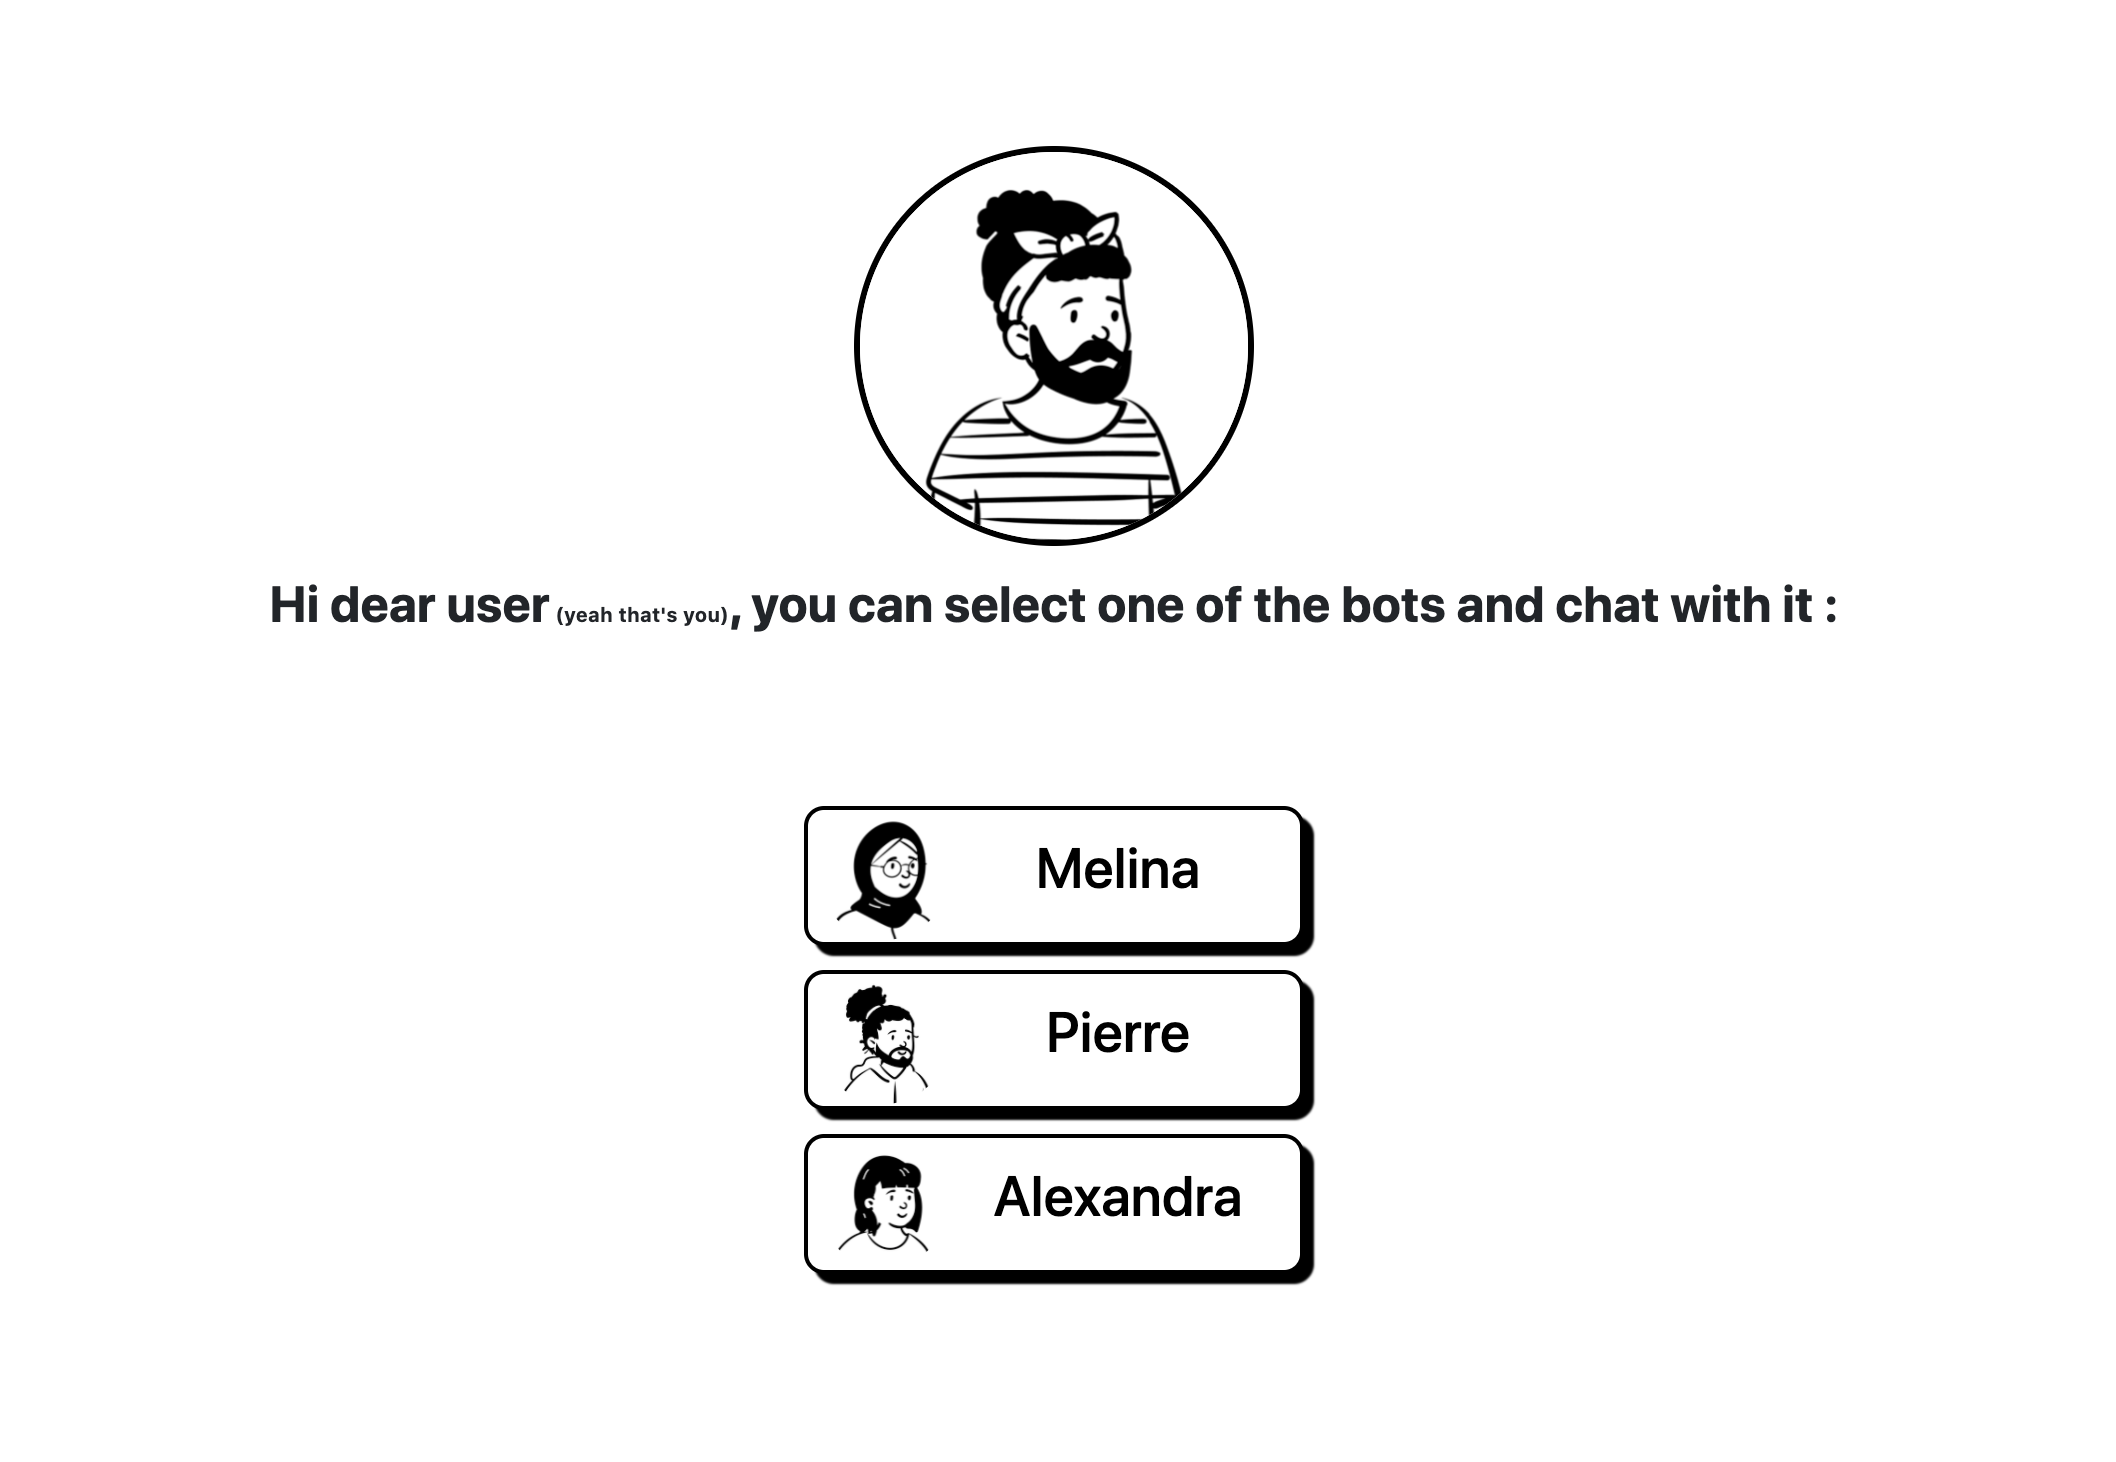 Hi dear user (yeah that's you), you can select one of the bots and chat with it :
Melina
Pierre
Alexandra